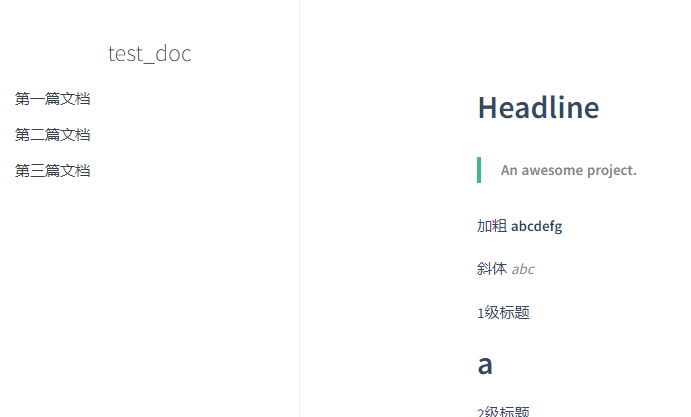 test_doc
第一篇文档
第二篇文档
第三篇文档
Headline
An awesome project.
加粗 abcdefg
斜体 abc
1级标题
a
2级标题